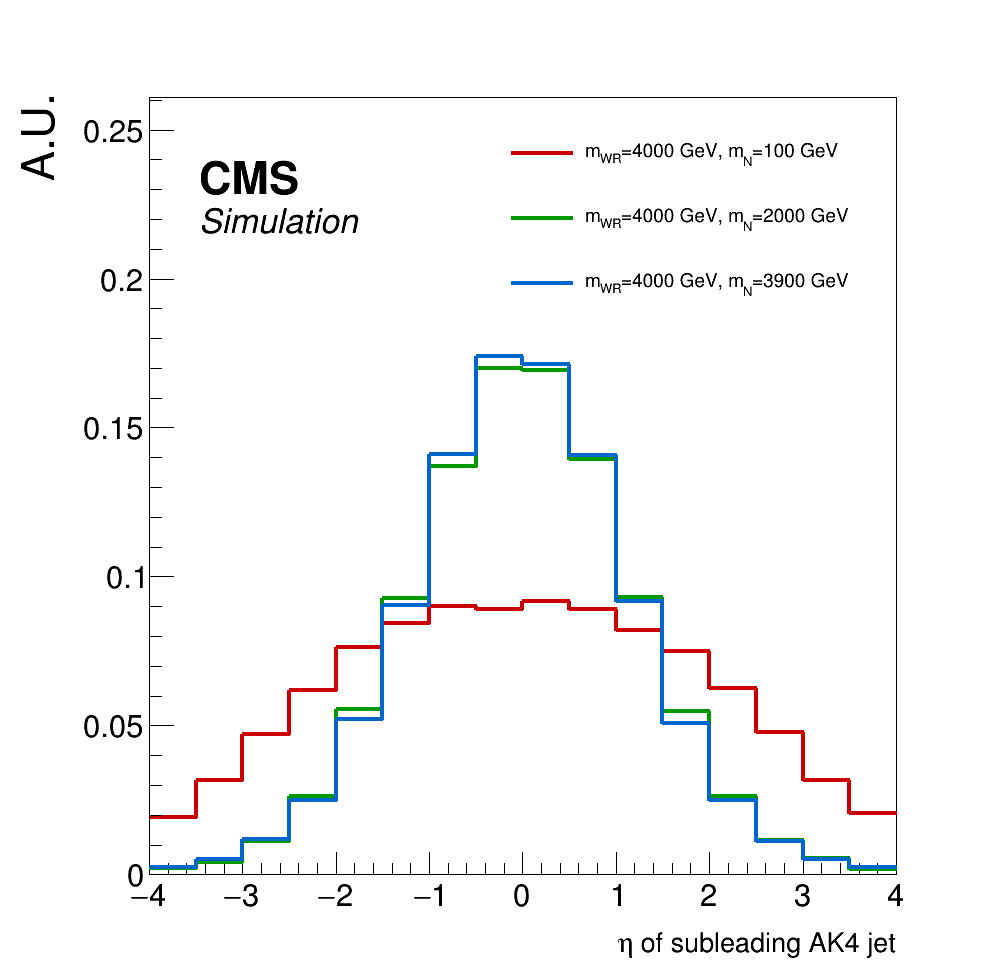 A.U.
0.25
0.2
0.15
0.1
0.05
0
CMS
Simulation
m_WR=4000 GeV, m_N=100 GeV
m_WR=4000 GeV, m_N=2000 GeV
m_WR=4000 GeV, m_N=3900 GeV
−4 −3 −2 −1 0 1 2 3 4
η of subleading AK4 jet